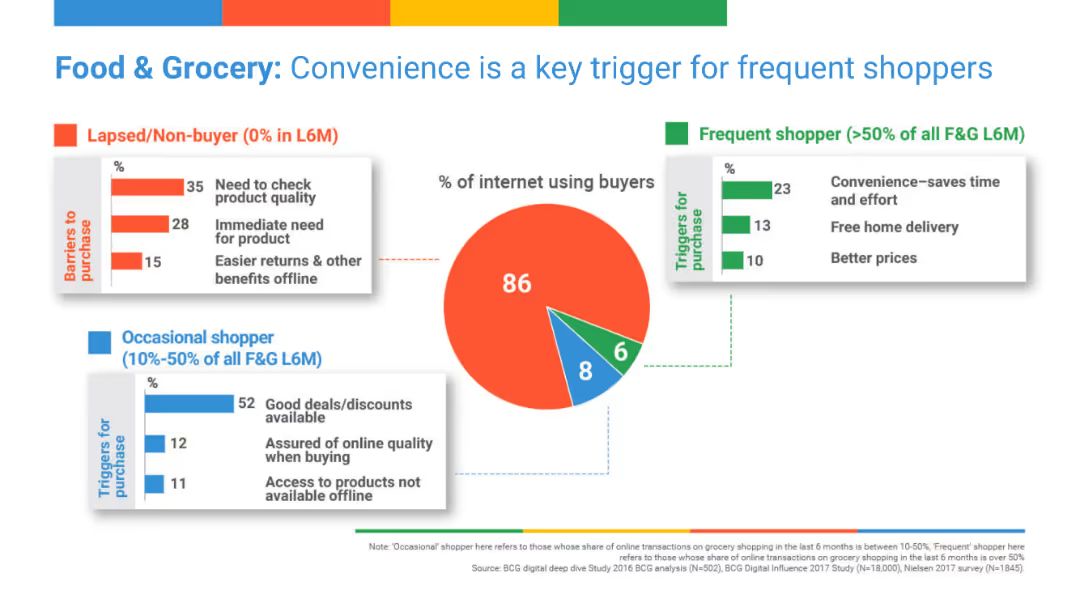 Food & Grocery: Convenience is a key trigger for frequent shoppers
Lapsed/Non-buyer (0% in L6M)
Barriers to
purchase
%
35 Need to check
product quality
28 Immediate need
for product
15 Easier returns & other
benefits offline
% of internet using buyers
86
6
8
Frequent shopper (>50% of all F&G L6M)
Triggers for
purchase
%
23 Convenience–saves time
and effort
13 Free home delivery
10 Better prices
Occasional shopper
(10%-50% of all F&G L6M)
Triggers for
purchase
%
52 Good deals/discounts
available
12 Assured of online quality
when buying
11 Access to products not
available offline
Note: 'Occasional' shopper here refers to those whose share of online transactions on grocery shopping in the last 6 months is between 10-50%, 'Frequent' shopper here
refers to those whose share of online transactions on grocery shopping in the last 6 months is over 50%
Source: BCG digital deep dive Study 2016 BCG analysis (N=502), BCG Digital Influence 2017 Study (N=18,000), Nielsen 2017 survey (N=1845).